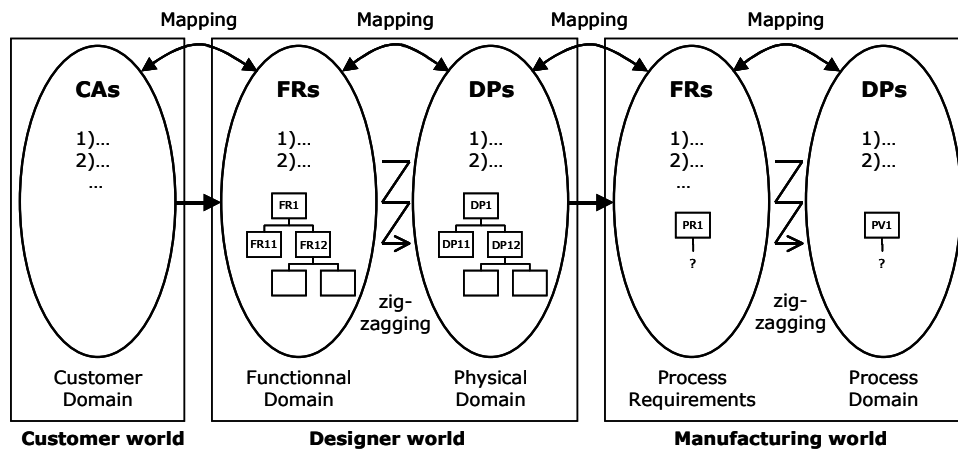 Mapping
Mapping
Mapping
Mapping
CAs
1)...
2)...
...
Customer
Domain
Customer world
FRs
1)...
2)...
FR1
FR11
FR12
Functionnal
Domain
zig-
zagging
DPs
1)...
2)...
DP1
DP11
DP12
Physical
Domain
Designer world
FRs
1)...
2)...
...
PR1
?
Process
Requirements
zig-
zagging
DPs
1)...
2)...
PV1
?
Process
Domain
Manufacturing world